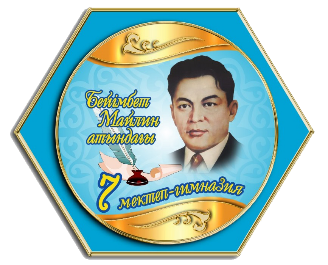 Бейімбет
Майлин
атындағы
7 мектеп-гимназия